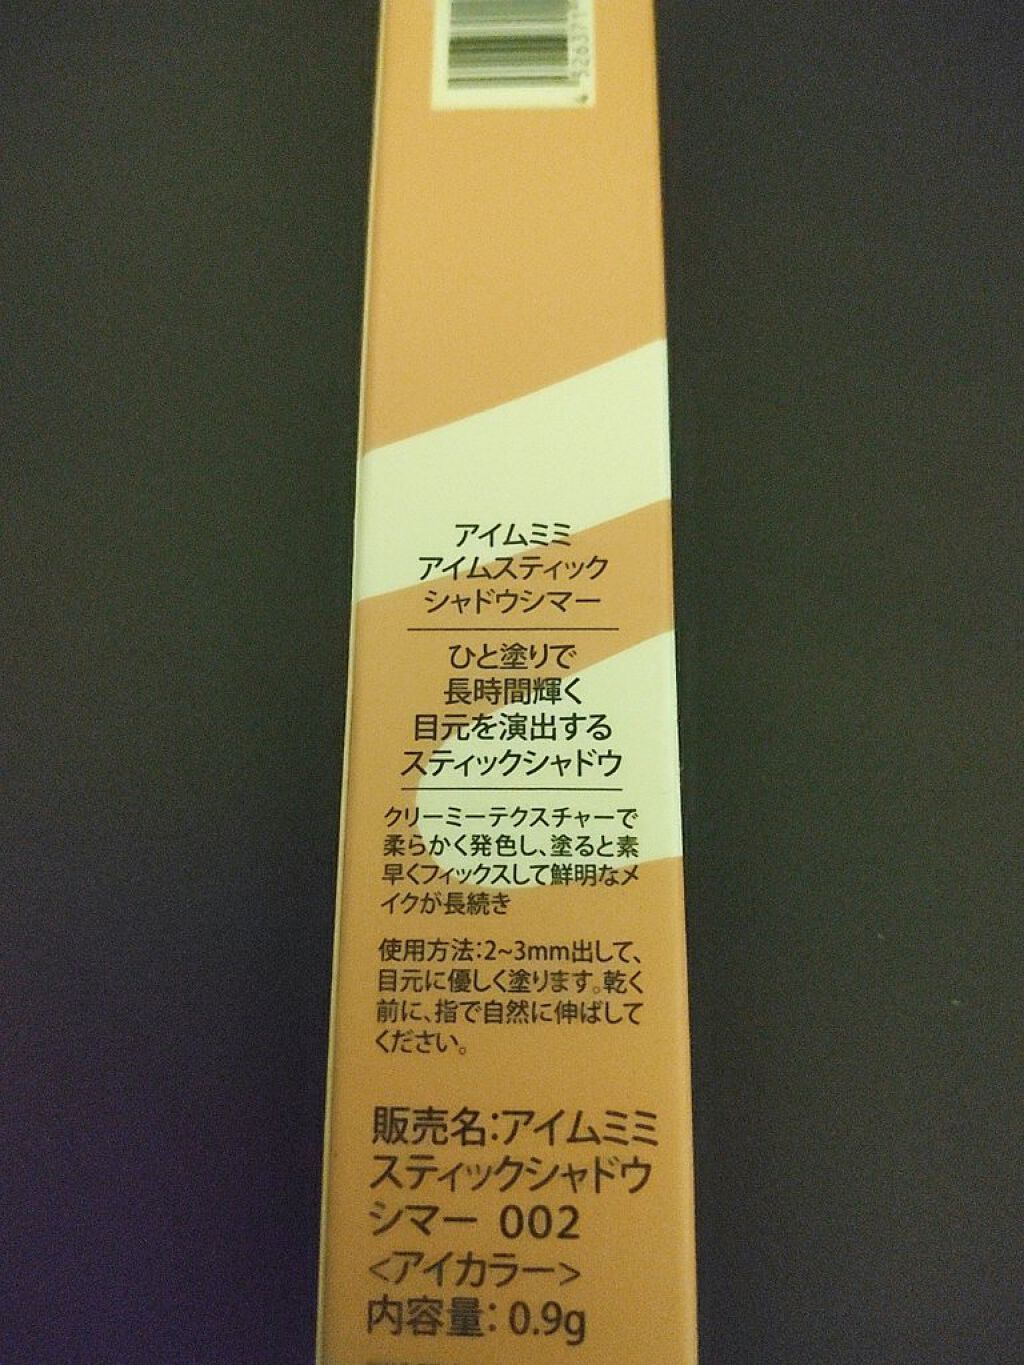 アイムミミ
アイムスティック
シャドウシマー
ひと塗りで
長時間輝く
目元を演出する
スティックシャドウ
クリーミーテクスチャーで
柔らかく発色し、塗ると素
早くフィックスして鮮明なメ
イクが長続き
使用方法:2~3mm出して、
目元に優しく塗ります。乾く
前に、指で自然に伸ばして
ください。
販売名:アイムミミ
スティックシャドウ
シマー 002
<アイカラー>
内容量: 0.9g